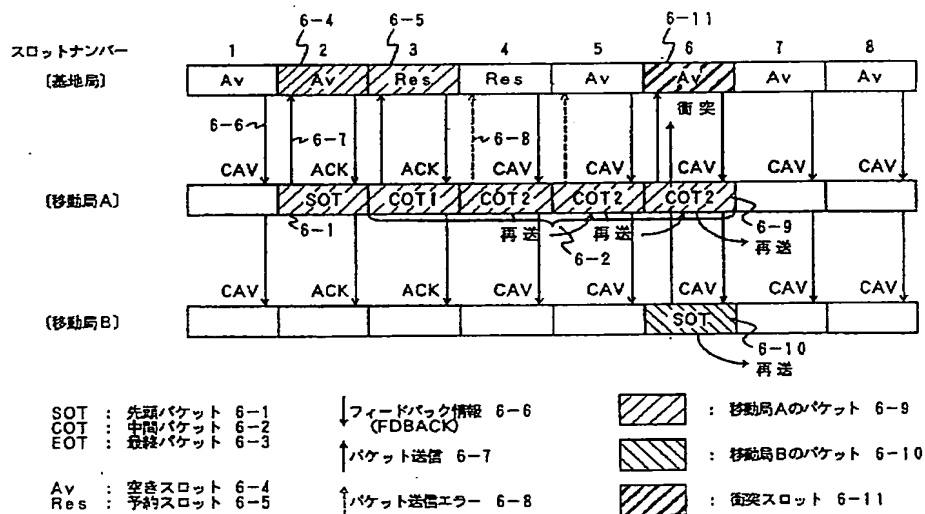 6-4 6-5 6-11
スロットナンバー 1 2 3 4 5 6 7 8
〔基地局〕 Av Av Res Res Av Av Av Av
衝突
6-6 6-7 6-8
CAV ACK ACK CAV CAV CAV CAV CAV
〔移動局A〕 SOT COT1 COT2 COT2 COT2
6-1 再送 再送 6-9
6-2 再送
CAV ACK ACK CAV CAV CAV CAV CAV
〔移動局B〕 SOT
6-10
再送
SOT : 先頭パケット 6-1
COT : 中間パケット 6-2
EOT : 最終パケット 6-3
Av : 空きスロット 6-4
Res : 予約スロット 6-5
フィードバック情報 6-6
(FDBACK)
パケット送信 6-7
パケット送信エラー 6-8
: 移動局Aのパケット 6-9
: 移動局Bのパケット 6-10
: 衝突スロット 6-11